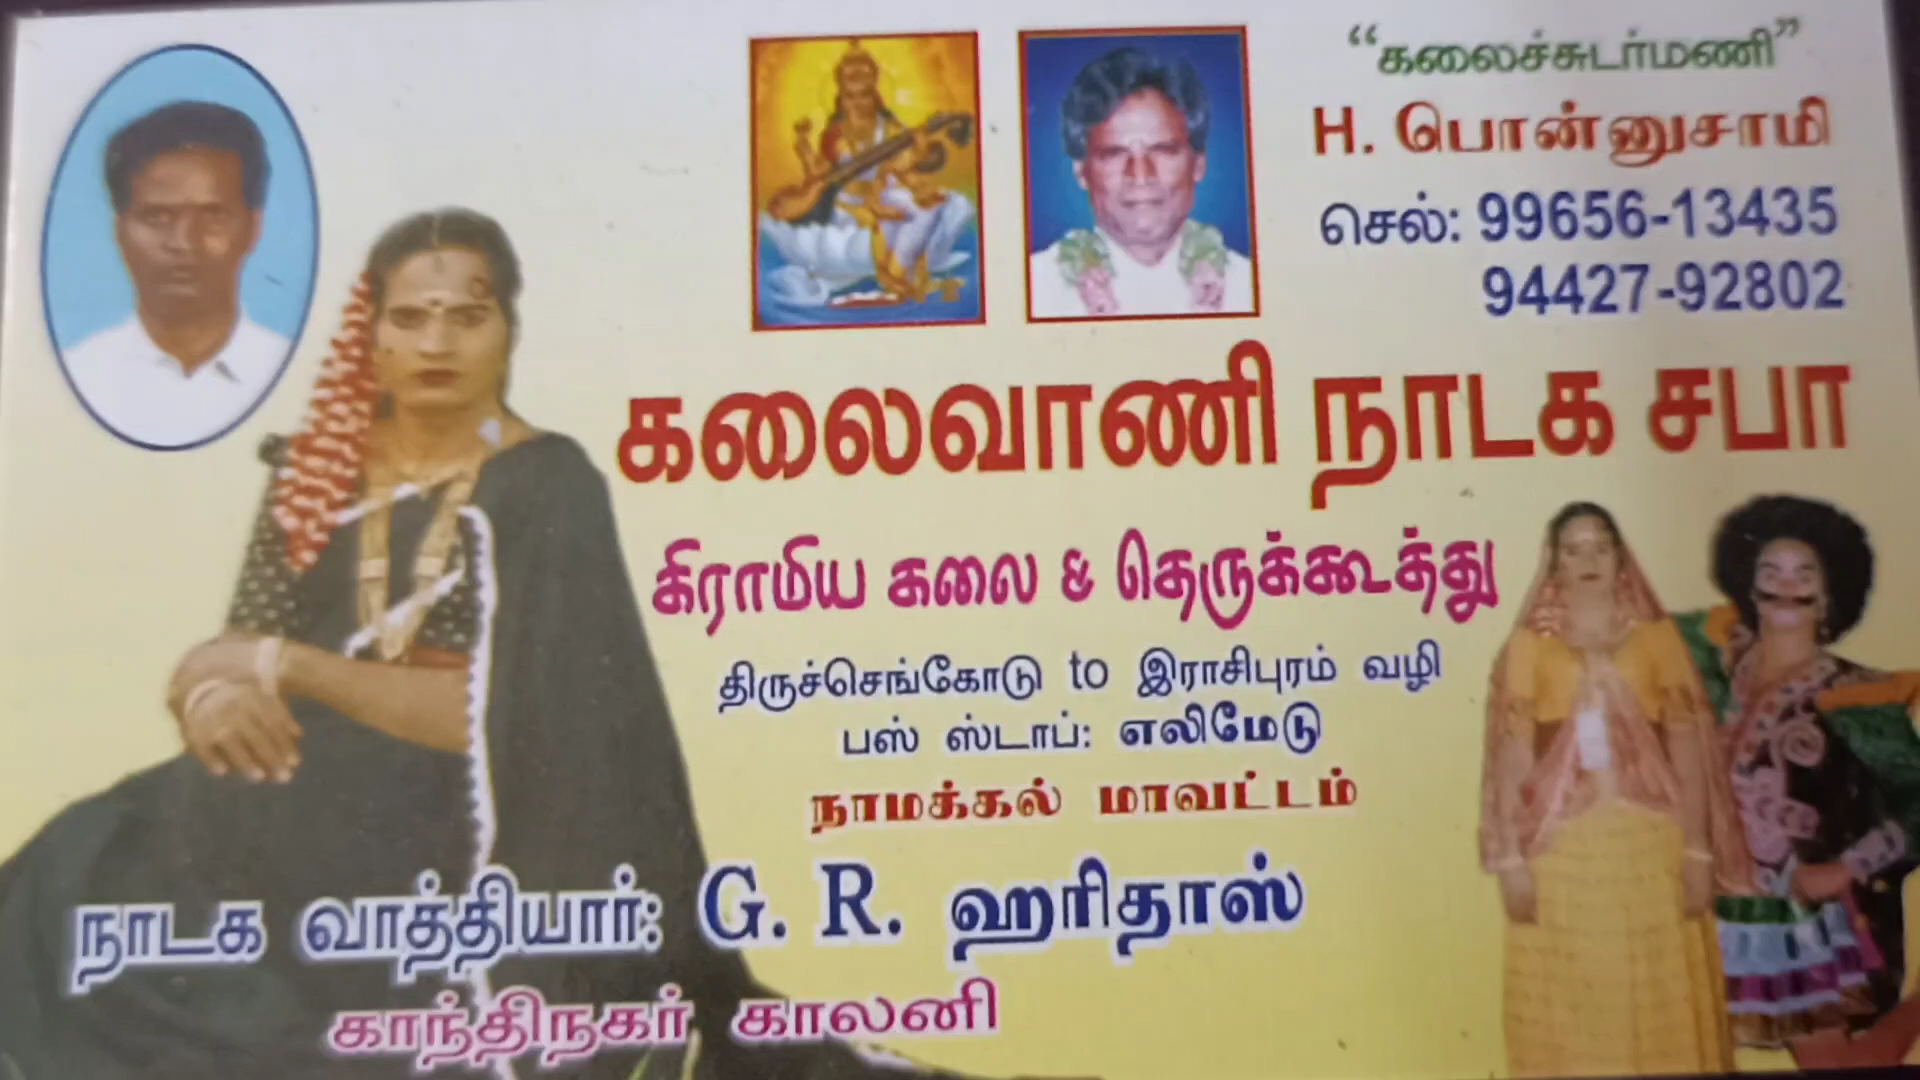 “கலைச்சுடர்மணி”
H. பொன்னுசாமி
செல்: 99656-13435
94427-92802
கலைவாணி நாடக சபா
கிராமிய கலை & தெருக்கூத்து
திருச்செங்கோடு to இராசிபுரம் வழி
பஸ் ஸ்டாப்: எலிமேடு
நாமக்கல் மாவட்டம்
நாடக வாத்தியார்: G. R. ஹரிதாஸ்
காந்திநகர் காலனி